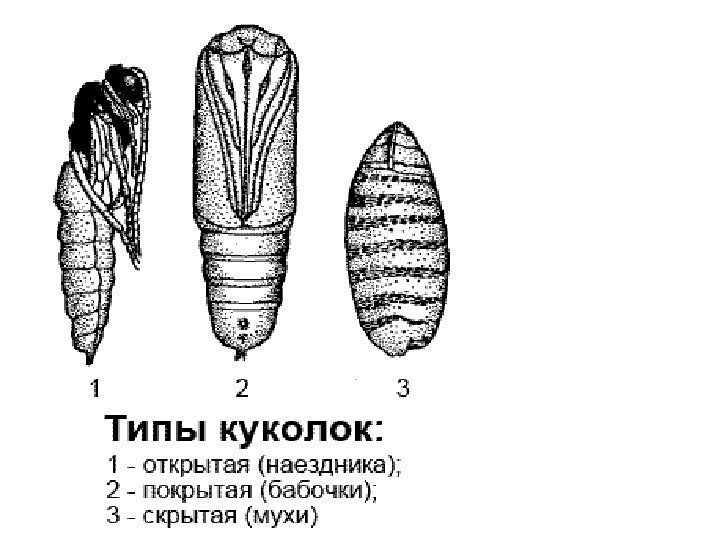 1 2 3
Типы куколок:
1 - открытая (наездника);
2 - покрытая (бабочки);
3 - скрытая (мухи)